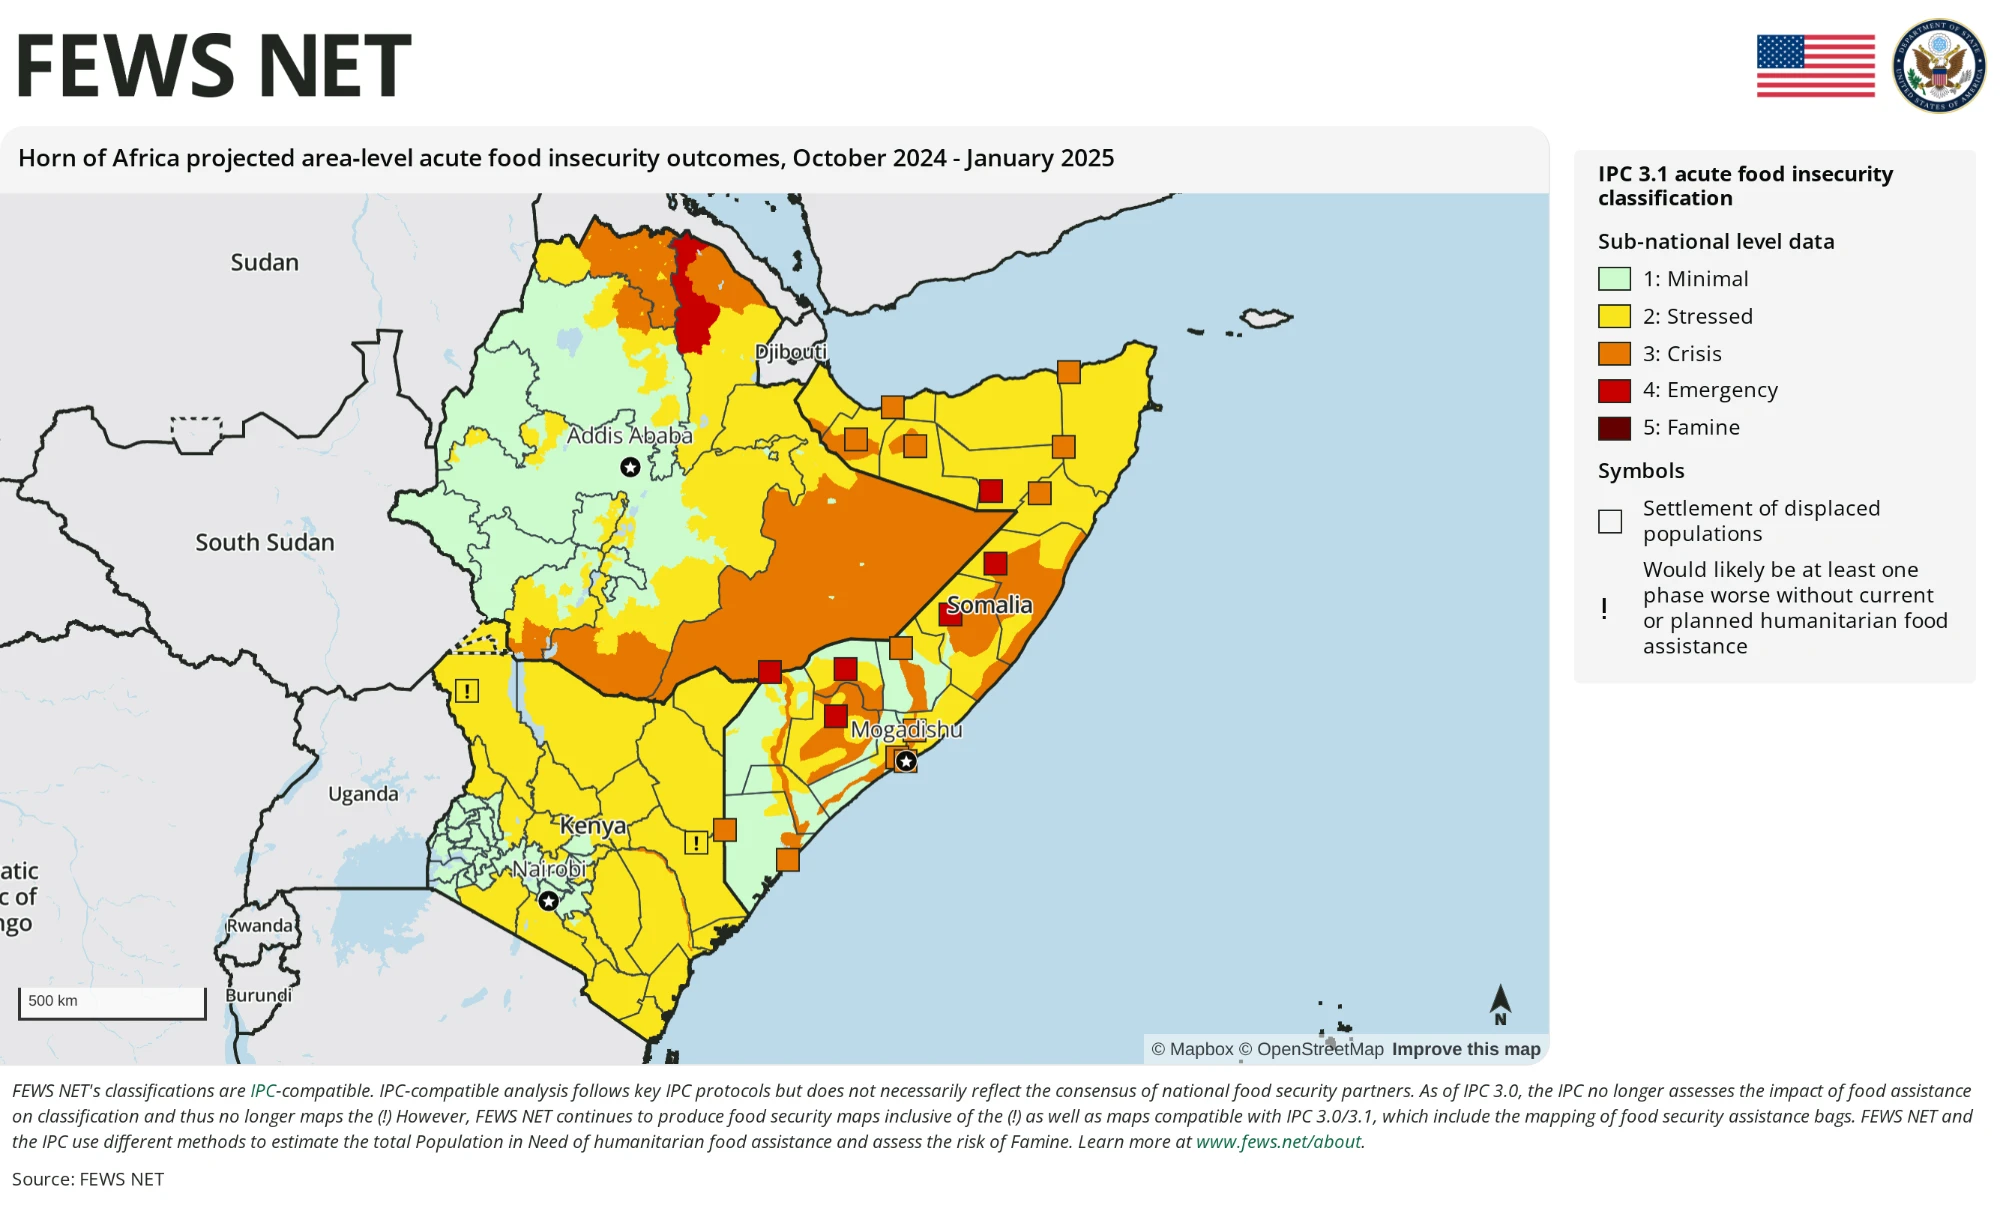 FEWS NET
Horn of Africa projected area-level acute food insecurity outcomes, October 2024 - January 2025
Sudan
Djibouti
Addis Ababa
South Sudan
Somalia
Mogadishu
Uganda
Kenya
Nairobi
atic
c of
ngo
Rwanda
Burundi
500 km
N
© Mapbox © OpenStreetMap Improve this map
IPC 3.1 acute food insecurity
classification
Sub-national level data
1: Minimal
2: Stressed
3: Crisis
4: Emergency
5: Famine
Symbols
Settlement of displaced
populations
! Would likely be at least one
phase worse without current
or planned humanitarian food
assistance
!
!
FEWS NET's classifications are IPC-compatible. IPC-compatible analysis follows key IPC protocols but does not necessarily reflect the consensus of national food security partners. As of IPC 3.0, the IPC no longer assesses the impact of food assistance
on classification and thus no longer maps the (!) However, FEWS NET continues to produce food security maps inclusive of the (!) as well as maps compatible with IPC 3.0/3.1, which include the mapping of food security assistance bags. FEWS NET and
the IPC use different methods to estimate the total Population in Need of humanitarian food assistance and assess the risk of Famine. Learn more at www.fews.net/about.
Source: FEWS NET
DEPARTMENT OF STATE
UNITED STATES OF AMERICA